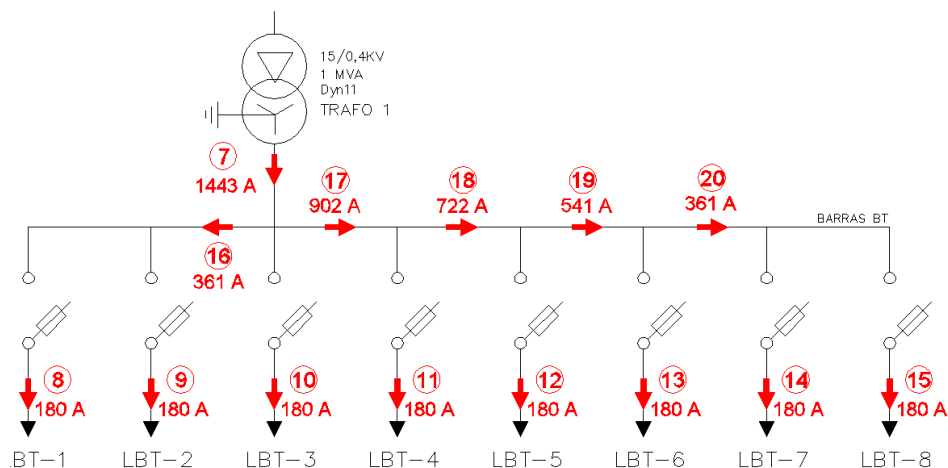 15/0,4KV
1 MVA
Dyn11
TRAFO 1
7
1443 A
17
902 A
18
722 A
19
541 A
20
361 A
BARRAS BT
16
361 A
8
180 A
9
180 A
10
180 A
11
180 A
12
180 A
13
180 A
14
180 A
15
180 A
LBT-1
LBT-2
LBT-3
LBT-4
LBT-5
LBT-6
LBT-7
LBT-8